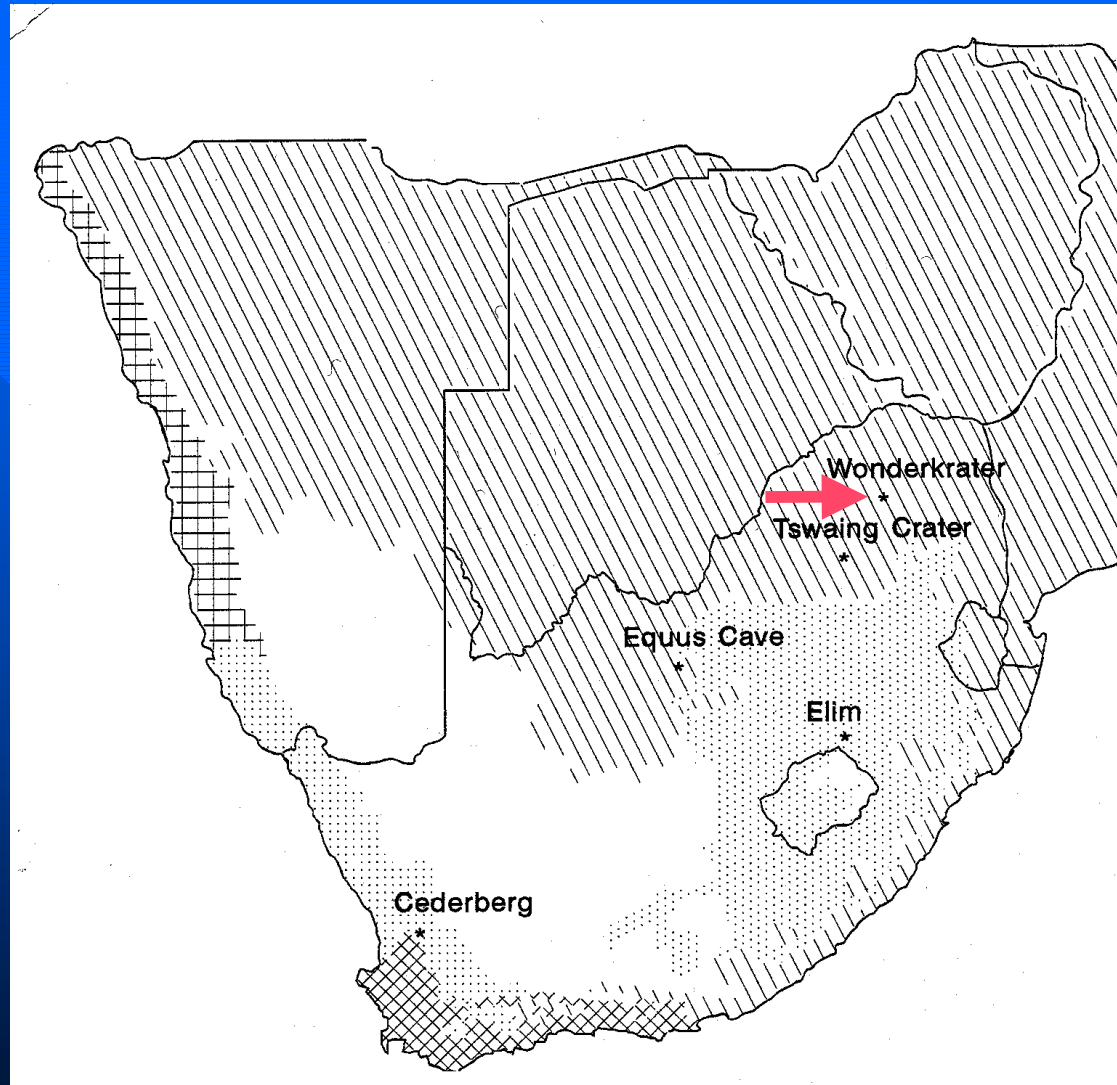 Wonderkrater
*
Tswaing Crater
*
Equus Cave
*
Elim
*
Cederberg
*